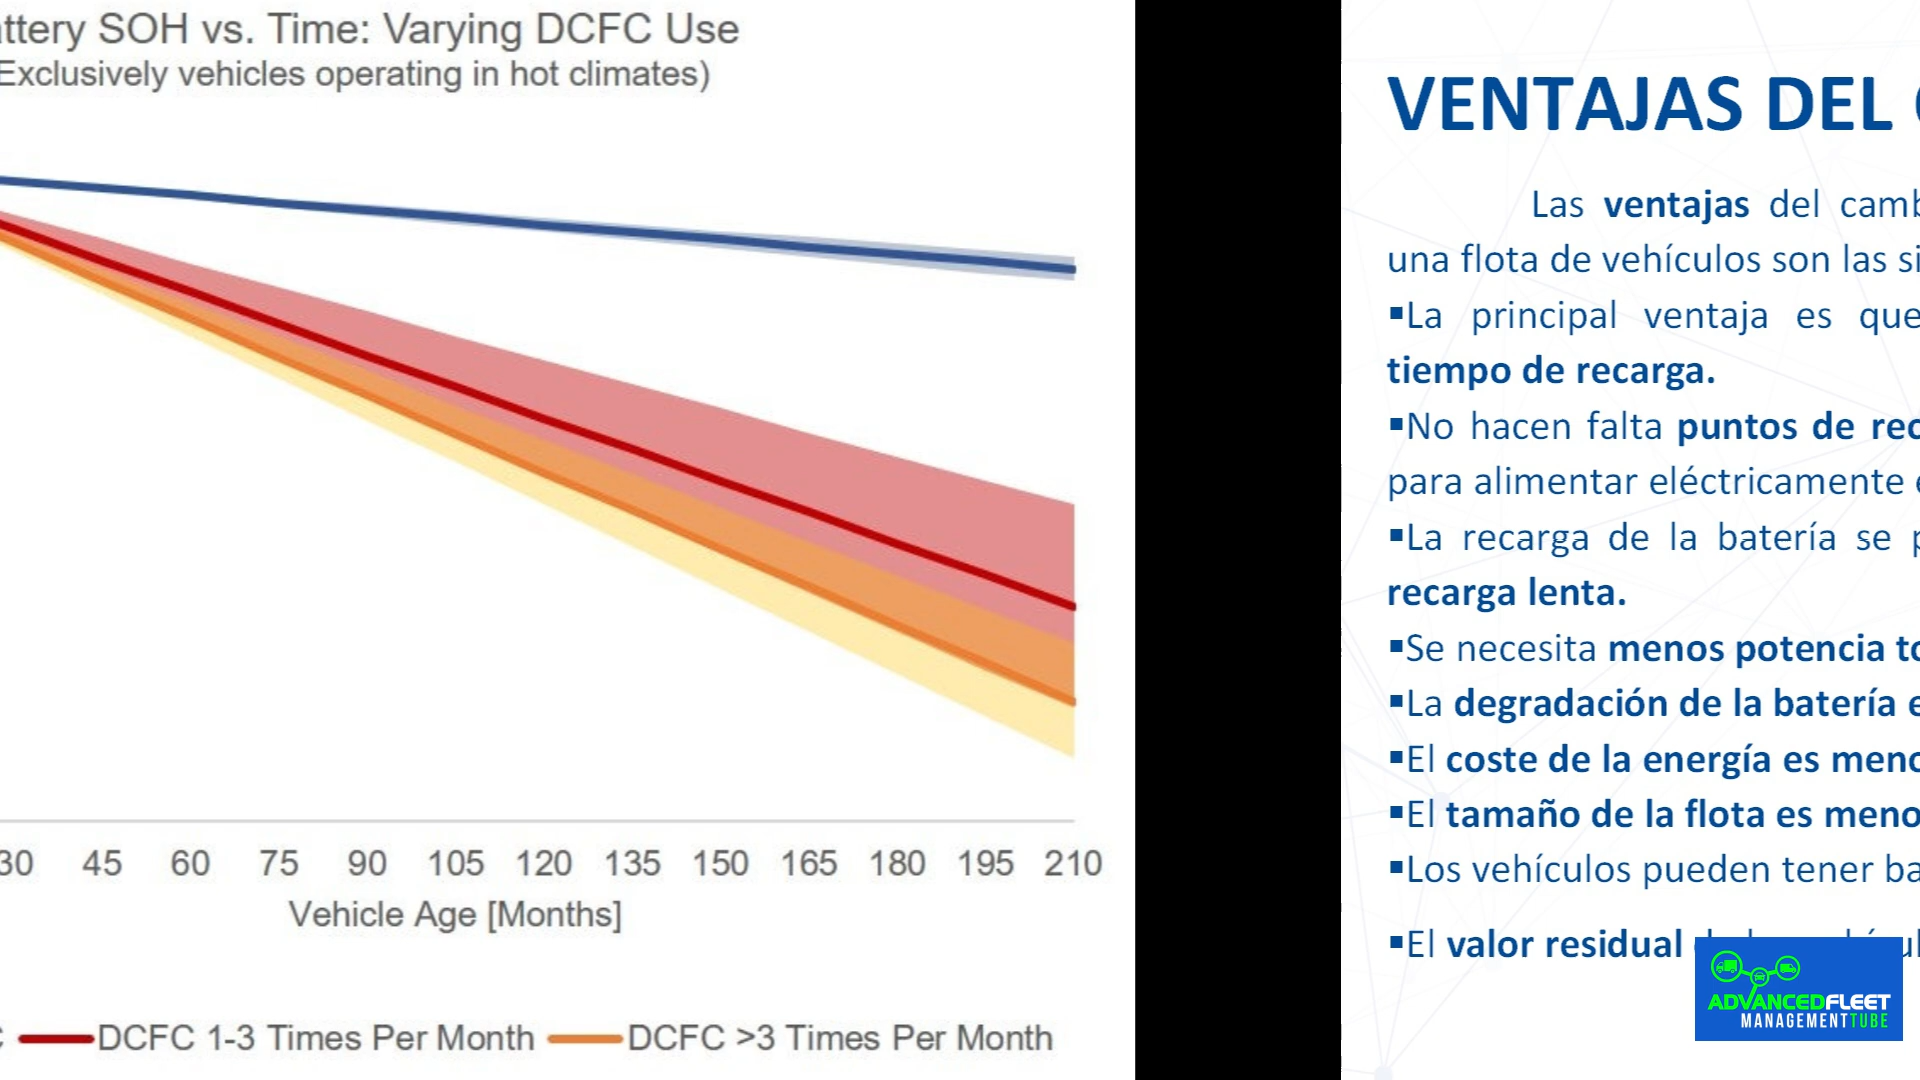 ttery SOH vs. Time: Varying DCFC Use
Exclusively vehicles operating in hot climates)
30 45 60 75 90 105 120 135 150 165 180 195 210
Vehicle Age [Months]
DCFC 1-3 Times Per Month DCFC >3 Times Per Month
VENTAJAS DEL
Las ventajas del camb
una flota de vehículos son las si
▪La principal ventaja es que
tiempo de recarga.
▪No hacen falta puntos de rec
para alimentar eléctricamente e
▪La recarga de la batería se p
recarga lenta.
▪Se necesita menos potencia to
▪La degradación de la batería e
▪El coste de la energía es meno
▪El tamaño de la flota es meno
▪Los vehículos pueden tener ba
▪El valor residual
ADVANCEDFLEET
MANAGEMENTTUBE